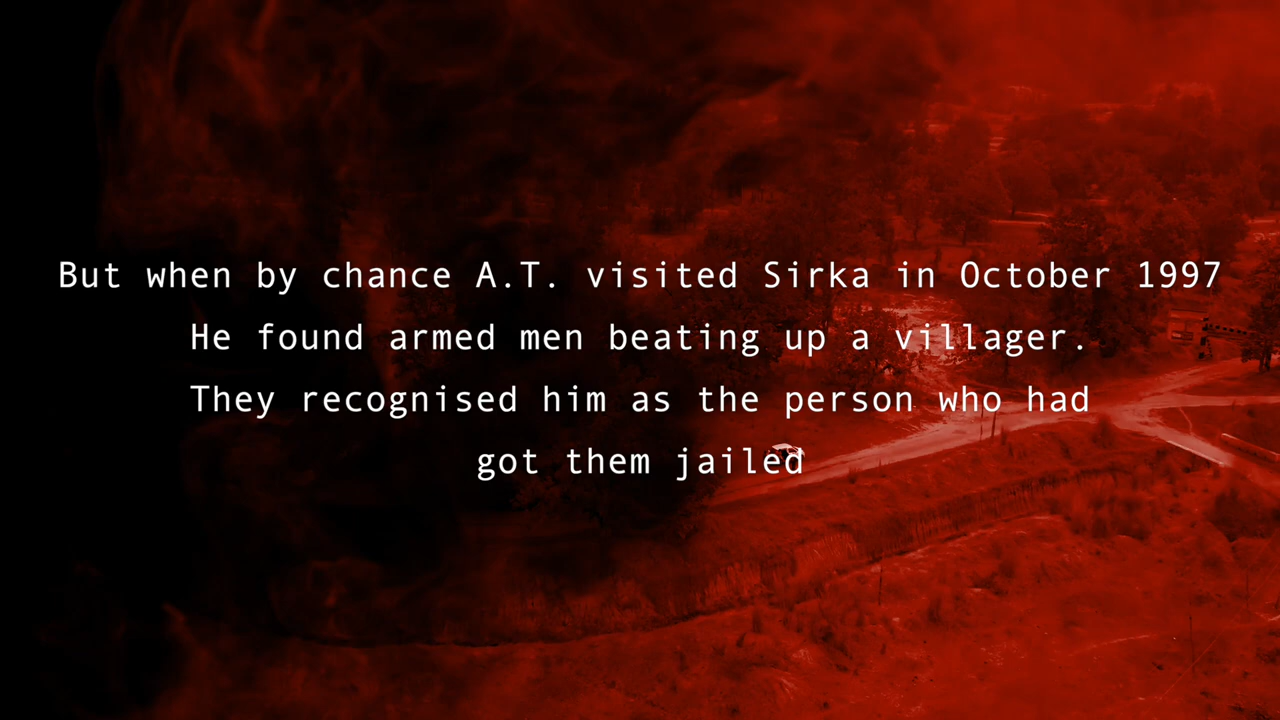 But when by chance A.T. visited Sirka in October 1997
He found armed men beating up a villager.
They recognised him as the person who had
got them jailed